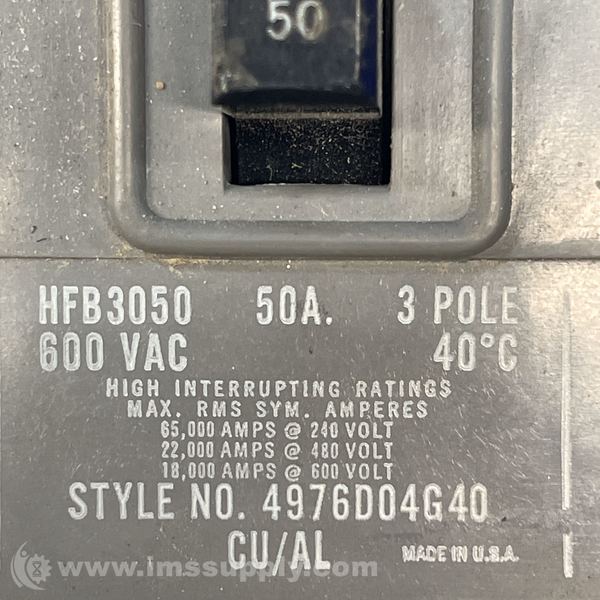 50
HFB3050 50A. 3 POLE
600 VAC 40°C
HIGH INTERRUPTING RATINGS
MAX. RMS SYM. AMPERES
65,000 AMPS @ 240 VOLT
22,000 AMPS @ 480 VOLT
18,000 AMPS @ 600 VOLT
STYLE NO. 4976D04G40
CU/AL MADE IN U.S.A.
IMS
www.imssupply.com